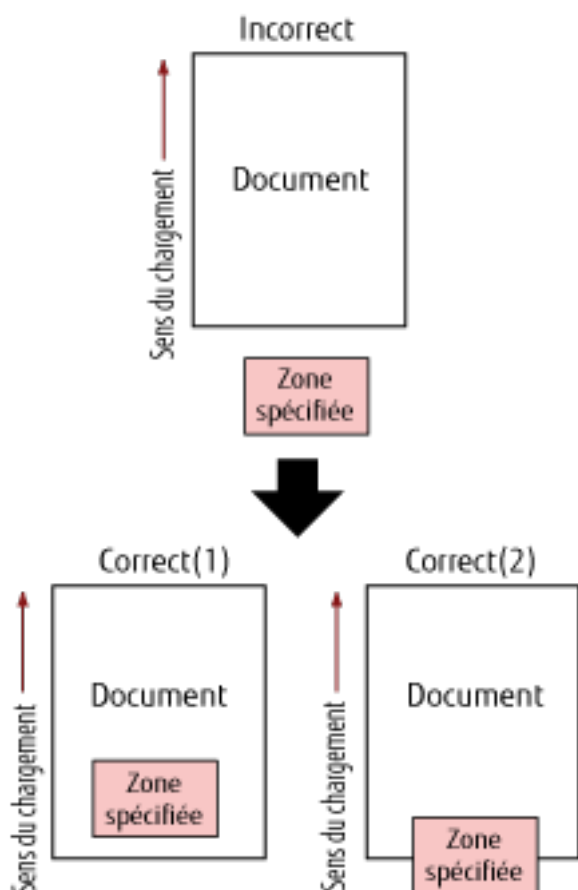 Incorrect
Sens du chargement
Document
Zone
spécifiée
Correct(1)
Correct(2)
Sens du chargement
Document
Zone
spécifiée
Sens du chargement
Document
Zone
spécifiée